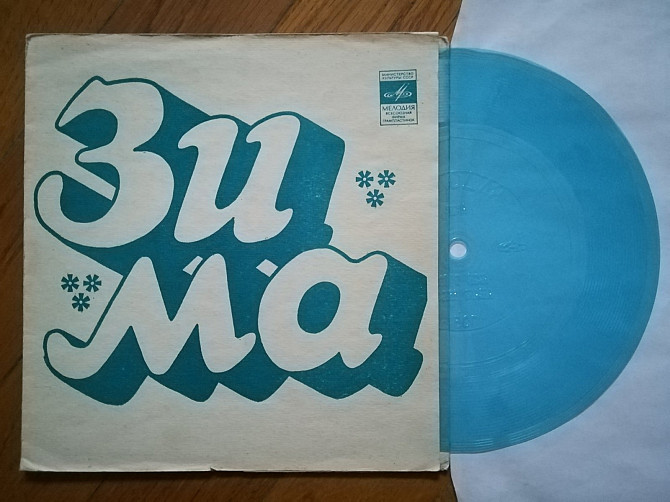 Зи
ма
МИНИСТЕРСТВО
КУЛЬТУРЫ СССР
МЕЛОДИЯ
ВСЕСОЮЗНАЯ
ФИРМА
ГРАМПЛАСТИНОК